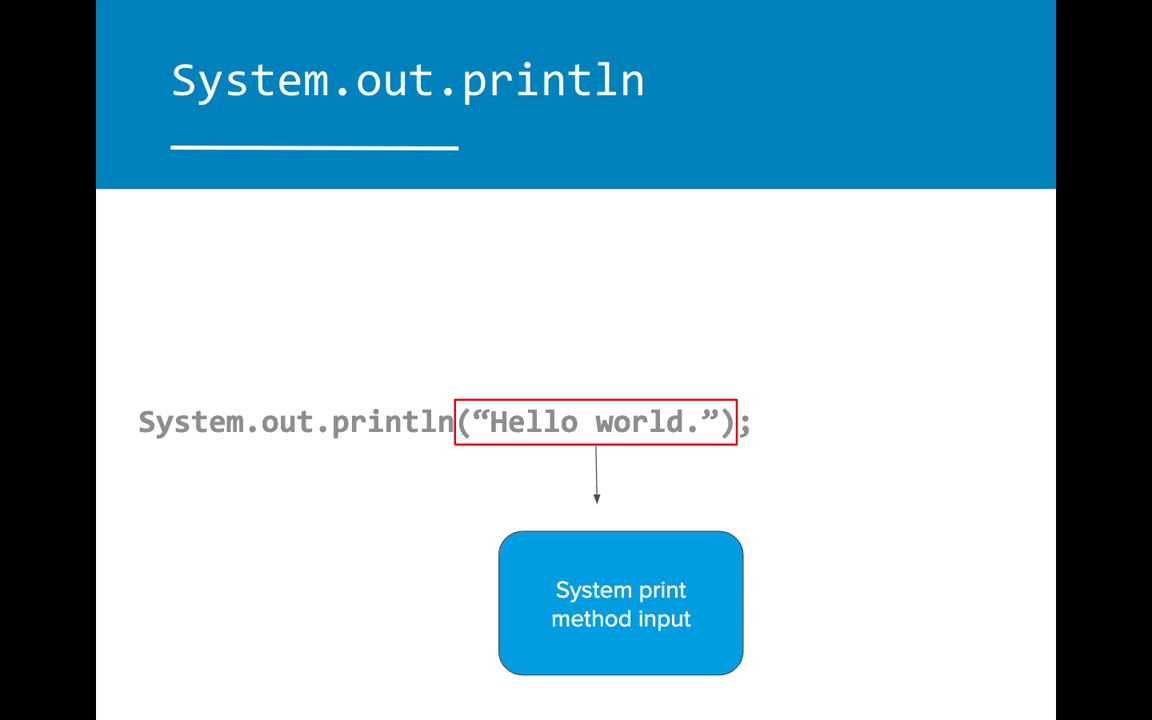 System.out.println
System.out.println(“Hello world.”);
System print
method input